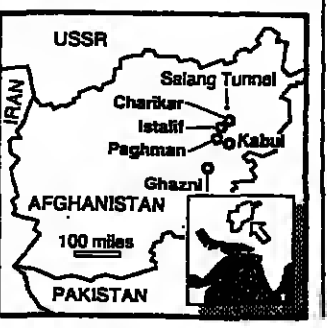 USSR
IRAN
Salang Tunnel
Charikar
Istalif
Paghman
Kabul
Ghazni
AFGHANISTAN
100 miles
PAKISTAN